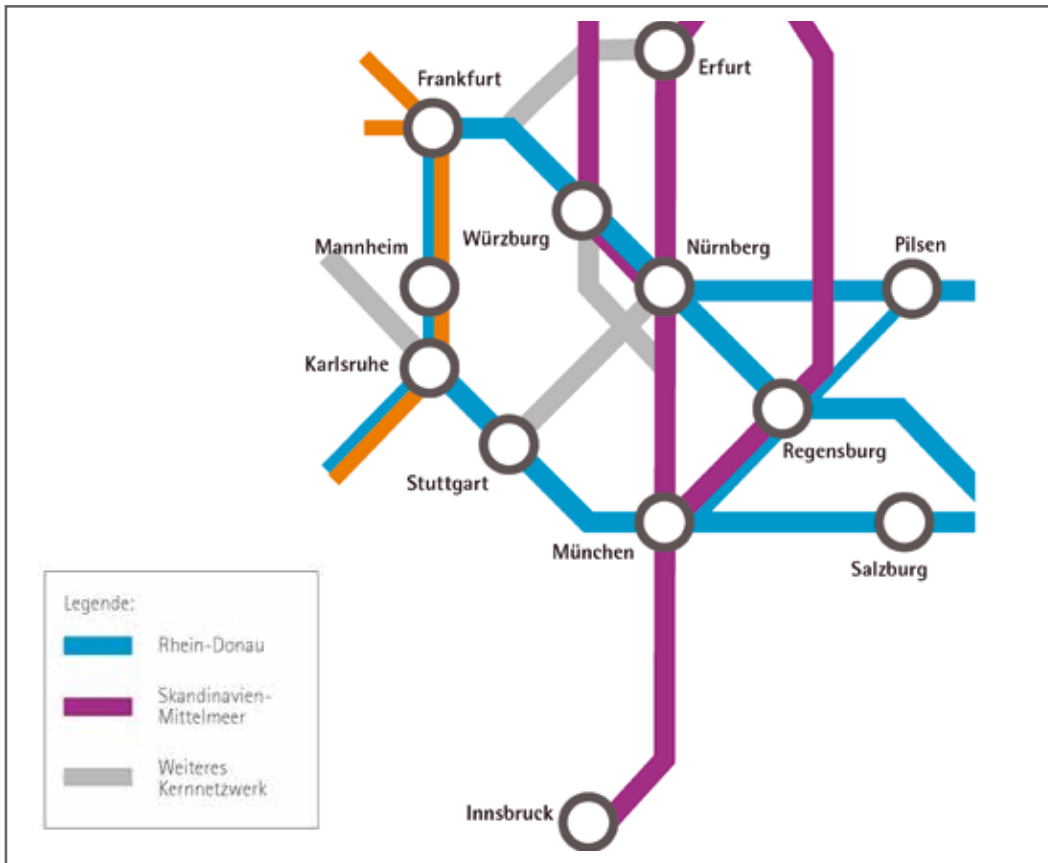 Erfurt
Frankfurt
Würzburg
Mannheim
Nürnberg
Pilsen
Karlsruhe
Regensburg
Stuttgart
München
Salzburg
Legende:
Rhein-Donau
Skandinavien-
Mittelmeer
Weiteres
Kernnetzwerk
Innsbruck